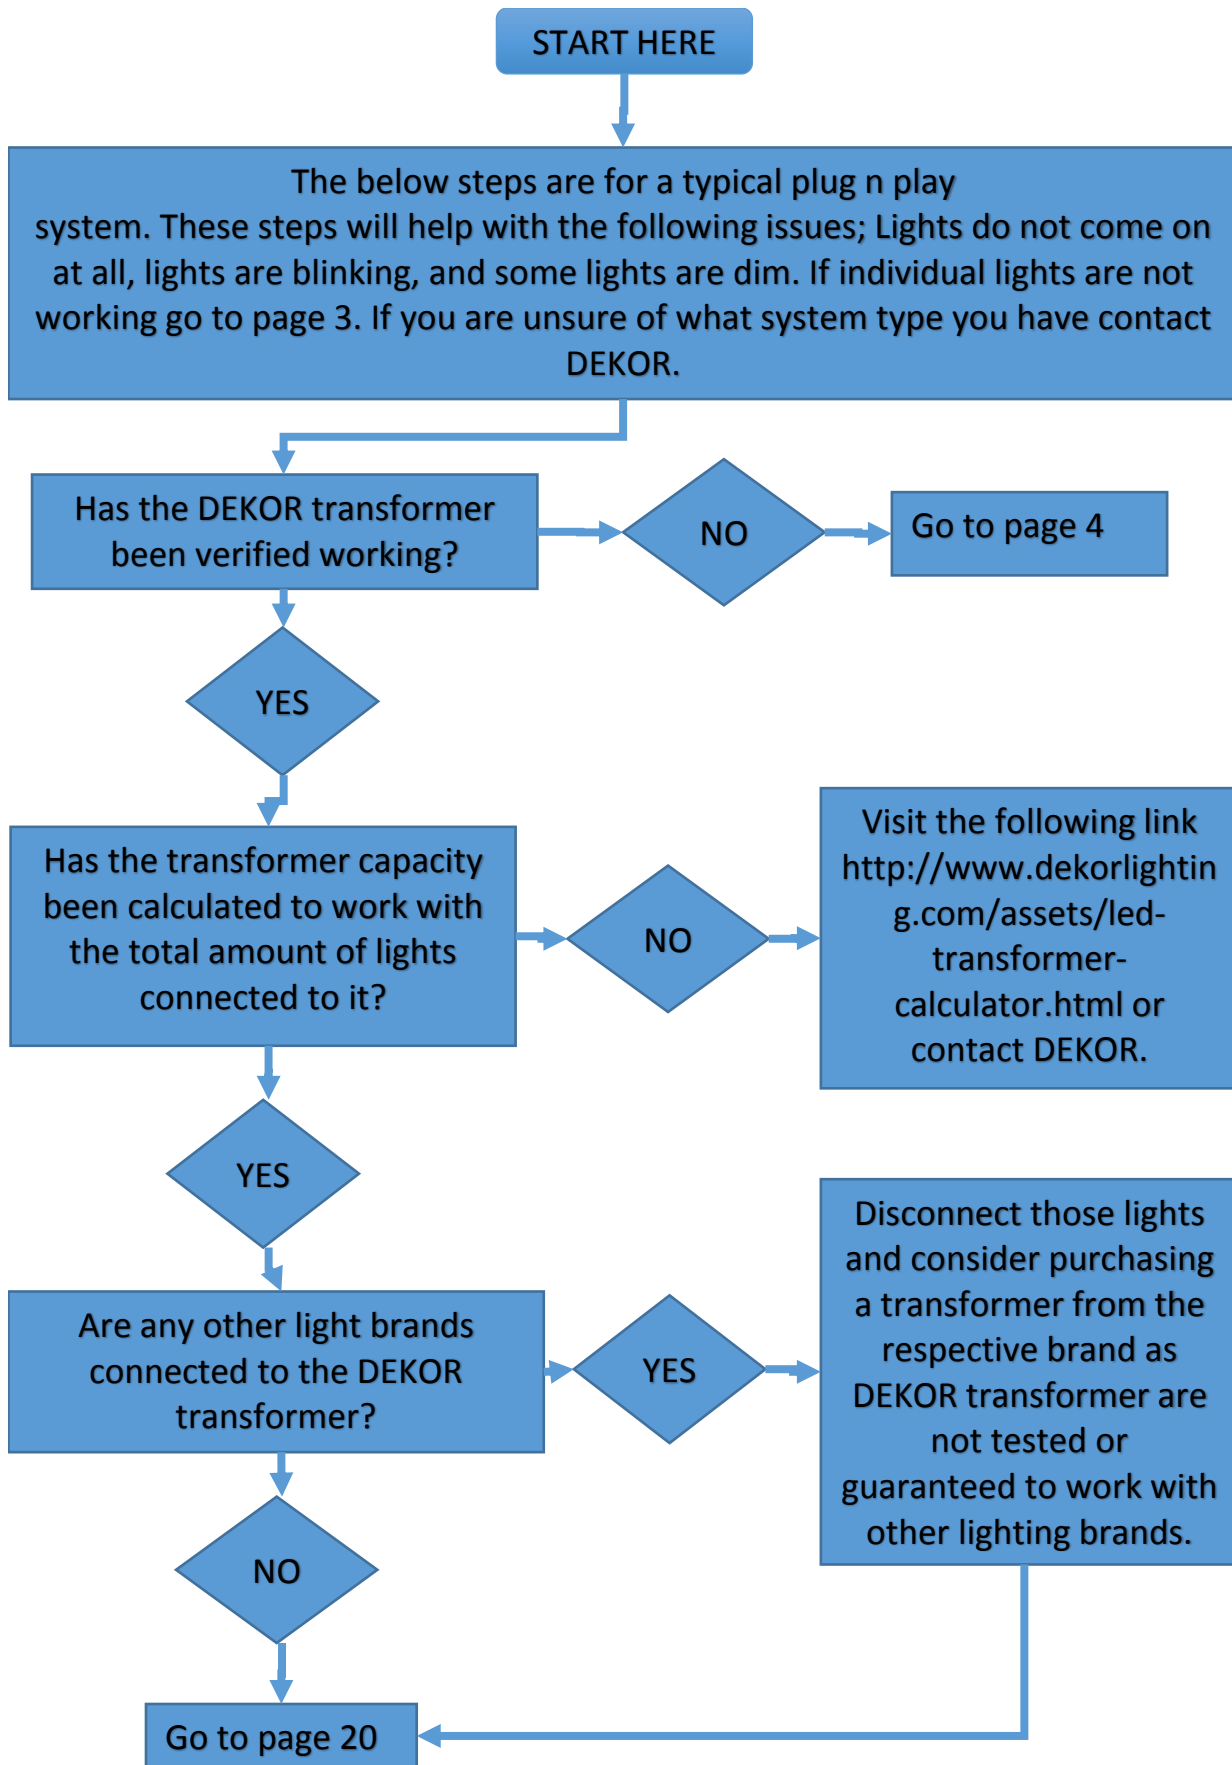 START HERE
The below steps are for a typical plug n play
system. These steps will help with the following issues; Lights do not come on
at all, lights are blinking, and some lights are dim. If individual lights are not
working go to page 3. If you are unsure of what system type you have contact
DEKOR.
Has the DEKOR transformer
been verified working?
NO
Go to page 4
YES
Has the transformer capacity
been calculated to work with
the total amount of lights
connected to it?
NO
Visit the following link
http://www.dekorlightin
g.com/assets/led-
transformer-
calculator.html or
contact DEKOR.
YES
Are any other light brands
connected to the DEKOR
transformer?
YES
Disconnect those lights
and consider purchasing
a transformer from the
respective brand as
DEKOR transformer are
not tested or
guaranteed to work with
other lighting brands.
NO
Go to page 20